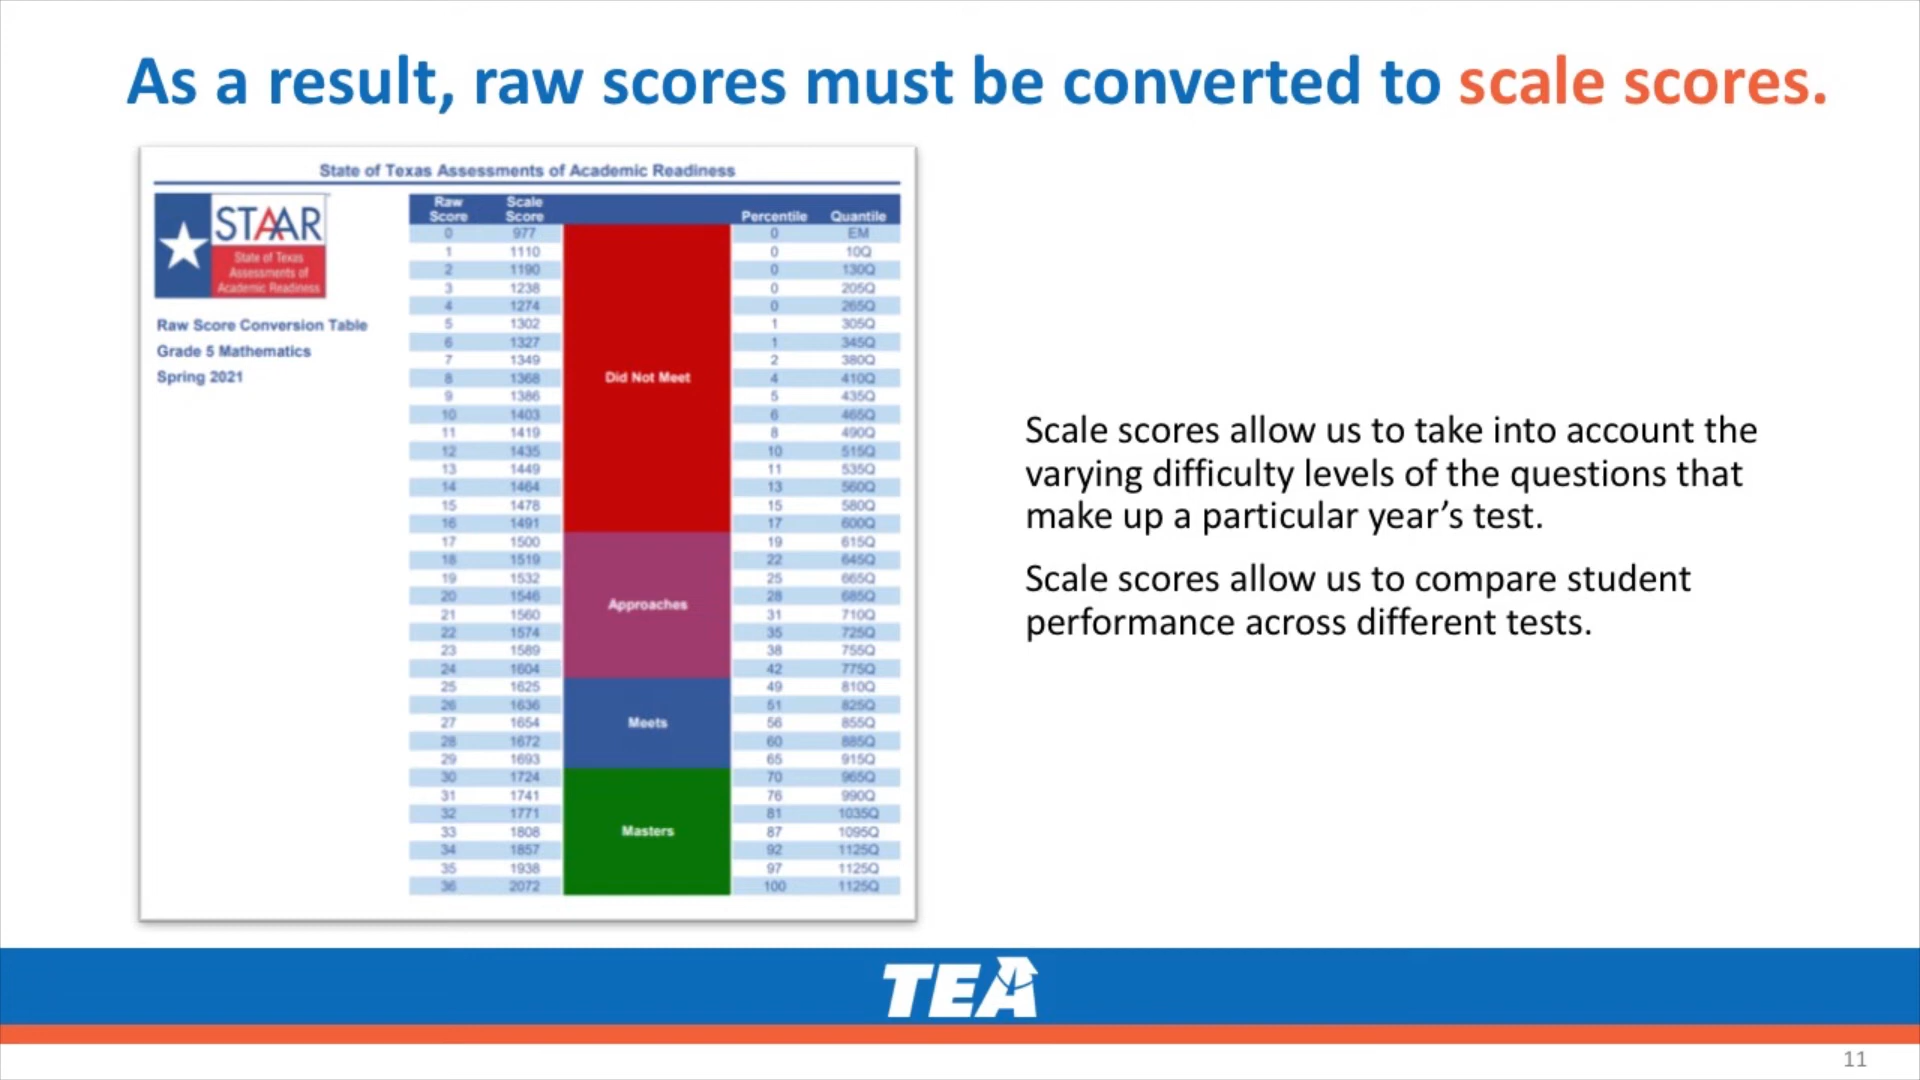 As a result, raw scores must be converted to scale scores.
State of Texas Assessments of Academic Readiness
STAAR
State of Texas
Assessments of
Academic Readiness
Raw Score Conversion Table
Grade 5 Mathematics
Spring 2021
Raw Score Scale Score Percentile Quantile
0 977 0 EM
1 1110 0 10Q
2 1190 0 130Q
3 1238 0 205Q
4 1274 0 265Q
5 1302 1 305Q
6 1327 1 345Q
7 1349 2 380Q
8 1368 Did Not Meet 4 410Q
9 1386 5 435Q
10 1403 6 465Q
11 1419 8 490Q
12 1435 10 515Q
13 1449 11 535Q
14 1464 13 560Q
15 1478 15 580Q
16 1491 17 600Q
17 1500 19 615Q
18 1519 22 645Q
19 1532 25 665Q
20 1546 Approaches 28 685Q
21 1560 31 710Q
22 1574 35 725Q
23 1589 38 755Q
24 1604 42 775Q
25 1625 49 810Q
26 1636 51 825Q
27 1654 Meets 56 855Q
28 1672 60 885Q
29 1693 65 915Q
30 1724 70 965Q
31 1741 76 990Q
32 1771 81 1035Q
33 1808 Masters 87 1095Q
34 1857 92 1125Q
35 1938 97 1125Q
36 2072 100 1125Q
Scale scores allow us to take into account the
varying difficulty levels of the questions that
make up a particular year’s test.
Scale scores allow us to compare student
performance across different tests.
TEA
11